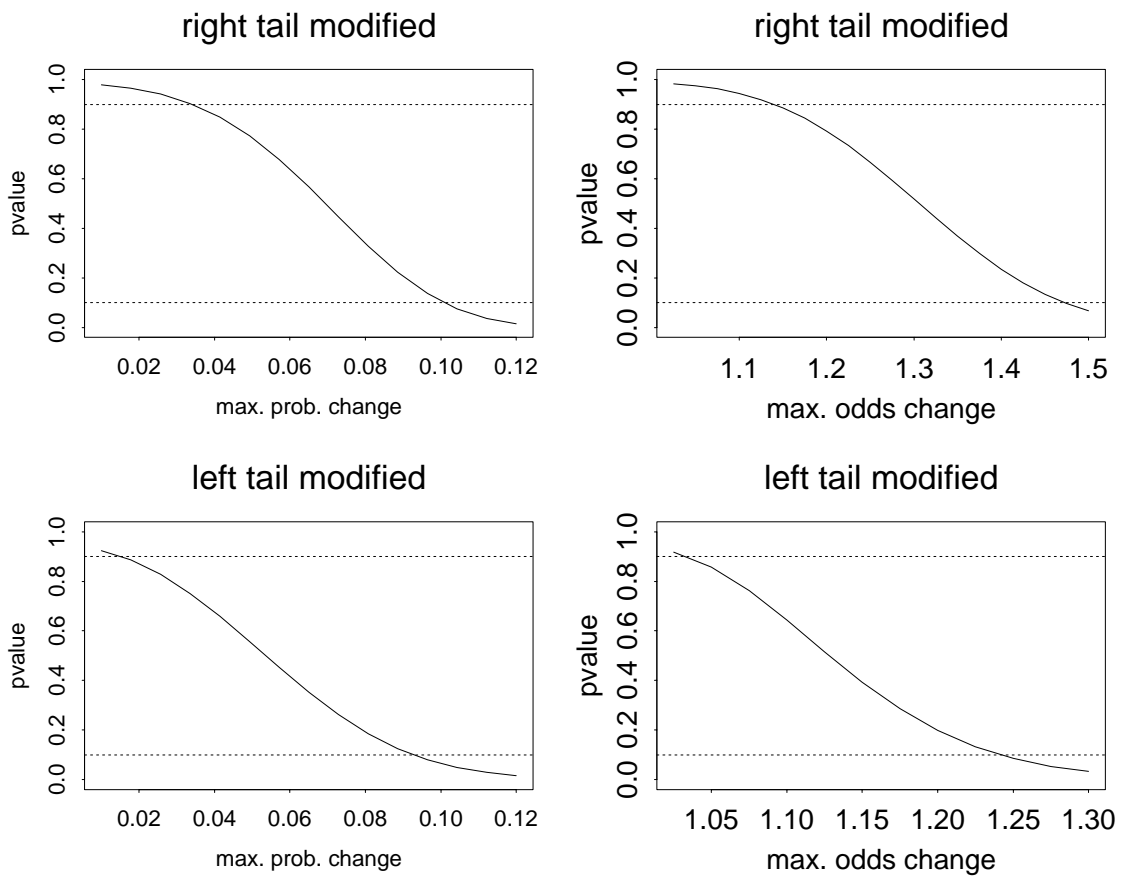 right tail modified
pvalue
0.0 0.2 0.4 0.6 0.8 1.0
0.02 0.04 0.06 0.08 0.10 0.12
max. prob. change
right tail modified
pvalue
0.0 0.2 0.4 0.6 0.8 1.0
1.1 1.2 1.3 1.4 1.5
max. odds change
left tail modified
pvalue
0.0 0.2 0.4 0.6 0.8 1.0
0.02 0.04 0.06 0.08 0.10 0.12
max. prob. change
left tail modified
pvalue
0.0 0.2 0.4 0.6 0.8 1.0
1.05 1.10 1.15 1.20 1.25 1.30
max. odds change